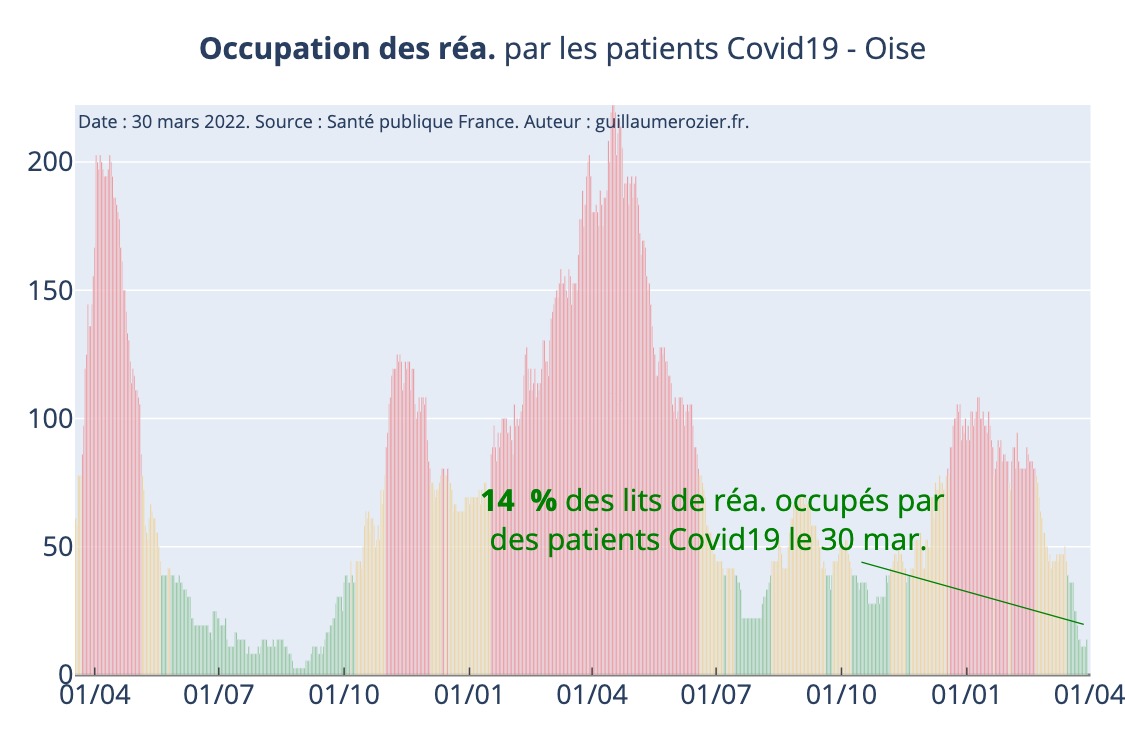 Occupation des réa. par les patients Covid19 - Oise
Date : 30 mars 2022. Source : Santé publique France. Auteur : guillaumerozier.fr.
200
150
100
50
0
14 % des lits de réa. occupés par
des patients Covid19 le 30 mar.
01/04 01/07 01/10 01/01 01/04 01/07 01/10 01/01 01/04